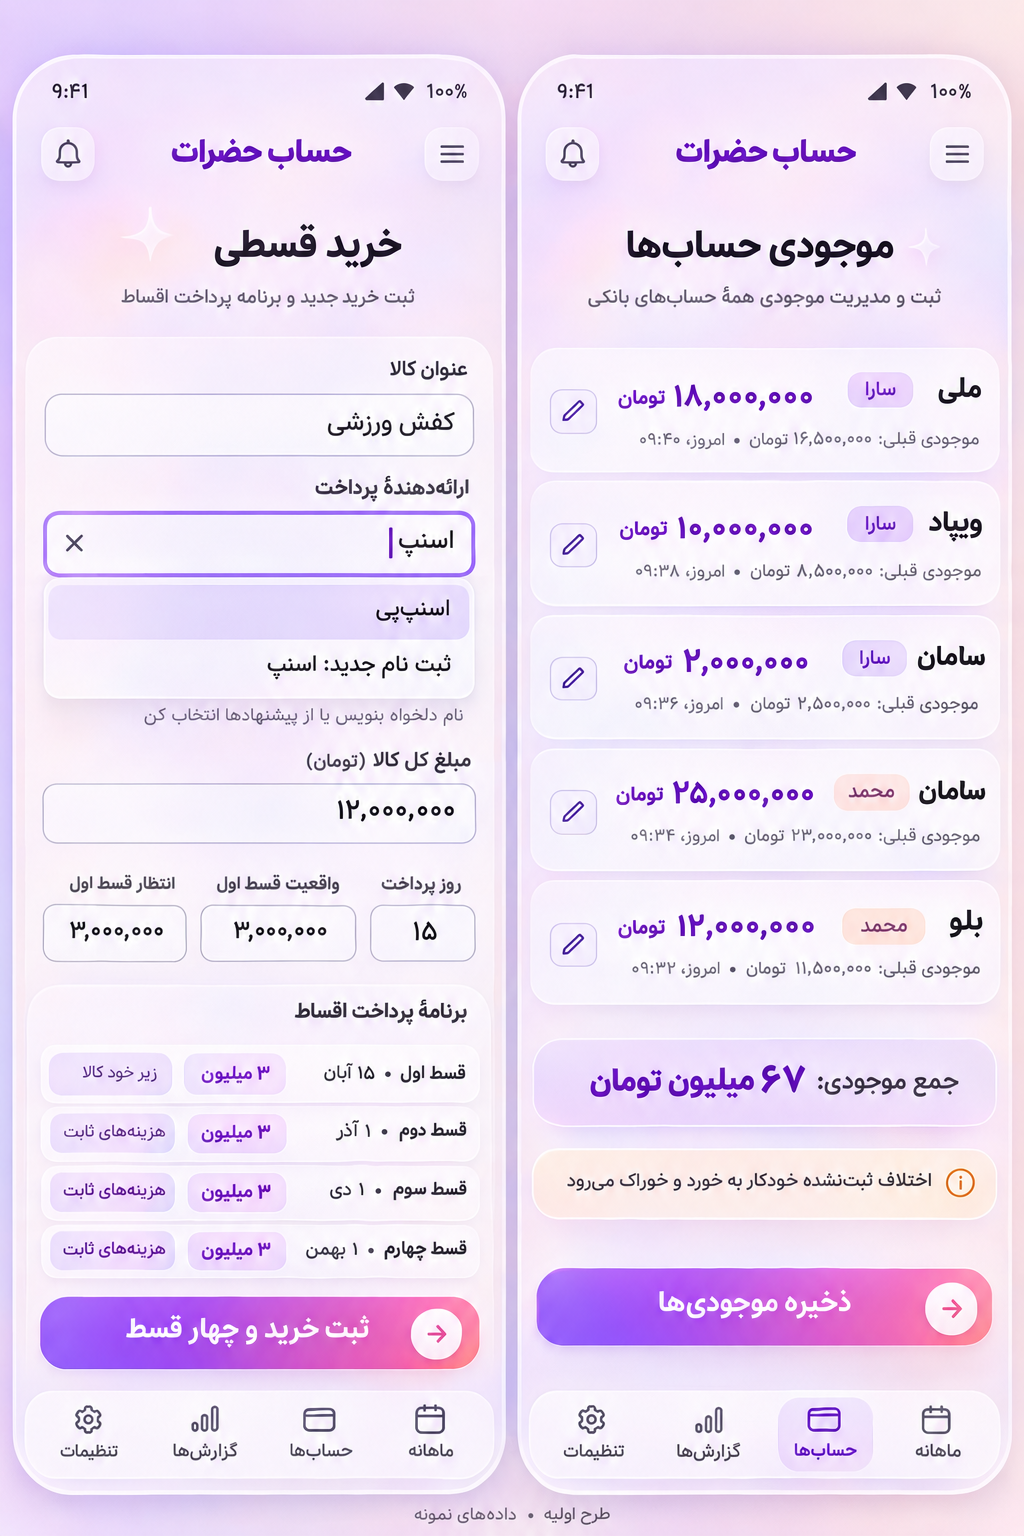 ۹:۴۱
100%
حساب حضرات
خرید قسطی
ثبت خرید جدید و برنامه پرداخت اقساط
عنوان کالا
کفش ورزشی
ارائه‌دهندهٔ پرداخت
اسنپ
اسنپ‌پی
ثبت نام جدید: اسنپ
نام دلخواه بنویس یا از پیشنهادها انتخاب کن
مبلغ کل کالا (تومان)
۱۲,۰۰۰,۰۰۰
روز پرداخت واقعیت قسط اول انتظار قسط اول
۱۵ ۳,۰۰۰,۰۰۰ ۳,۰۰۰,۰۰۰
برنامهٔ پرداخت اقساط
قسط اول • ۱۵ آبان ۳ میلیون زیر خود کالا
قسط دوم • ۱ آذر ۳ میلیون هزینه‌های ثابت
قسط سوم • ۱ دی ۳ میلیون هزینه‌های ثابت
قسط چهارم • ۱ بهمن ۳ میلیون هزینه‌های ثابت
ثبت خرید و چهار قسط
ماهانه حساب‌ها گزارش‌ها تنظیمات
۹:۴۱
100%
حساب حضرات
موجودی حساب‌ها
ثبت و مدیریت موجودی همهٔ حساب‌های بانکی
ملی سارا ۱۸,۰۰۰,۰۰۰ تومان
موجودی قبلی: ۱۶,۵۰۰,۰۰۰ تومان • امروز، ۰۹:۴۰
ویپاد سارا ۱۰,۰۰۰,۰۰۰ تومان
موجودی قبلی: ۸,۵۰۰,۰۰۰ تومان • امروز، ۰۹:۳۸
سامان سارا ۲,۰۰۰,۰۰۰ تومان
موجودی قبلی: ۲,۵۰۰,۰۰۰ تومان • امروز، ۰۹:۳۶
سامان محمد ۲۵,۰۰۰,۰۰۰ تومان
موجودی قبلی: ۲۳,۰۰۰,۰۰۰ تومان • امروز، ۰۹:۳۴
بلو محمد ۱۲,۰۰۰,۰۰۰ تومان
موجودی قبلی: ۱۱,۵۰۰,۰۰۰ تومان • امروز، ۰۹:۳۲
جمع موجودی: ۶۷ میلیون تومان
اختلاف ثبت‌نشده خودکار به خورد و خوراک می‌رود
ذخیره موجودی‌ها
ماهانه حساب‌ها گزارش‌ها تنظیمات
طرح اولیه • داده‌های نمونه